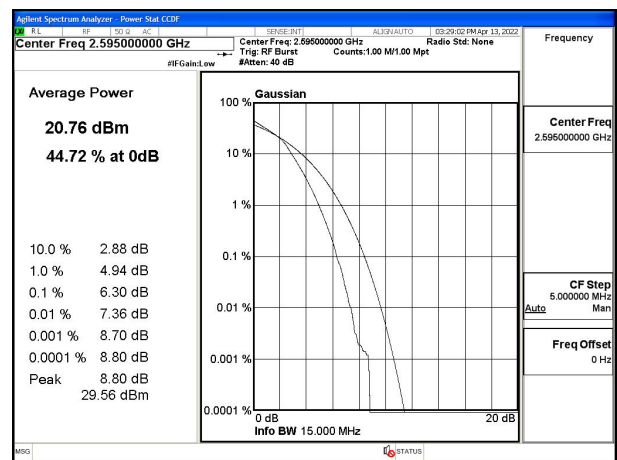 Agilent Spectrum Analyzer - Power Stat CCDF
RL RF 50 Ω AC SENSE:INT ALIGN AUTO 03:29:02 PM Apr 13, 2022
Center Freq 2.595000000 GHz
Center Freq: 2.595000000 GHz Radio Std: None
Trig: RF Burst Counts:1.00 M/1.00 Mpt
#IFGain:Low #Atten: 40 dB
Frequency
Average Power
20.76 dBm
44.72 % at 0dB
10.0 % 2.88 dB
1.0 % 4.94 dB
0.1 % 6.30 dB
0.01 % 7.36 dB
0.001 % 8.70 dB
0.0001 % 8.80 dB
Peak 8.80 dB
29.56 dBm
Gaussian
100 %
10 %
1 %
0.1 %
0.01 %
0.001 %
0.0001 %
0 dB 20 dB
Info BW 15.000 MHz
Center Freq
2.595000000 GHz
CF Step
5.000000 MHz
Auto Man
Freq Offset
0 Hz
MSG STATUS